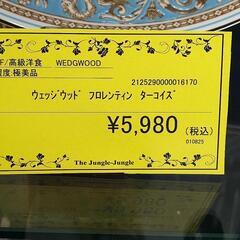 F/高級洋食 WEDGWOOD
程度:極美品
2125290000016170
ウェッジウッド フロレンティン ターコイズ
¥5,980 (税込)
010825
The Jungle-Jungle